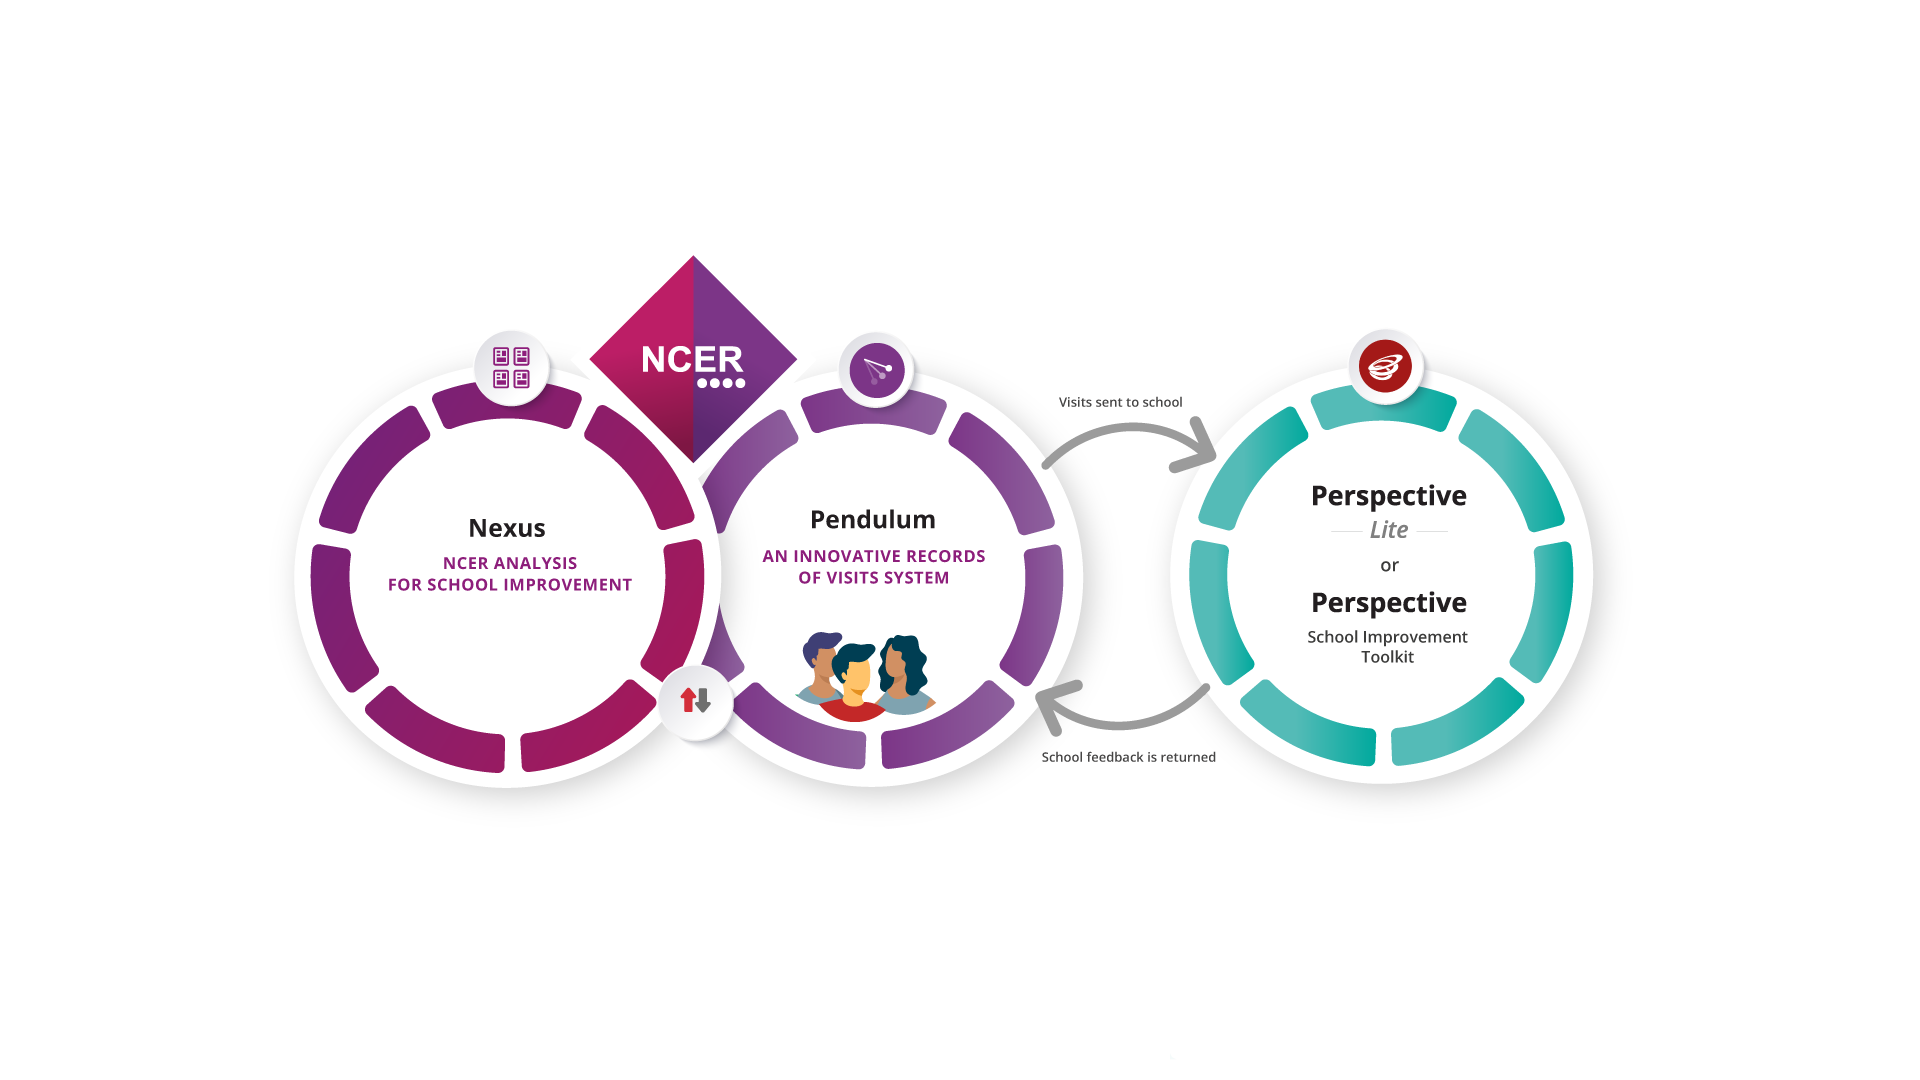 NCER
Nexus
NCER ANALYSIS
FOR SCHOOL IMPROVEMENT
Pendulum
AN INNOVATIVE RECORDS
OF VISITS SYSTEM
Visits sent to school
School feedback is returned
Perspective
Lite
or
Perspective
School Improvement
Toolkit